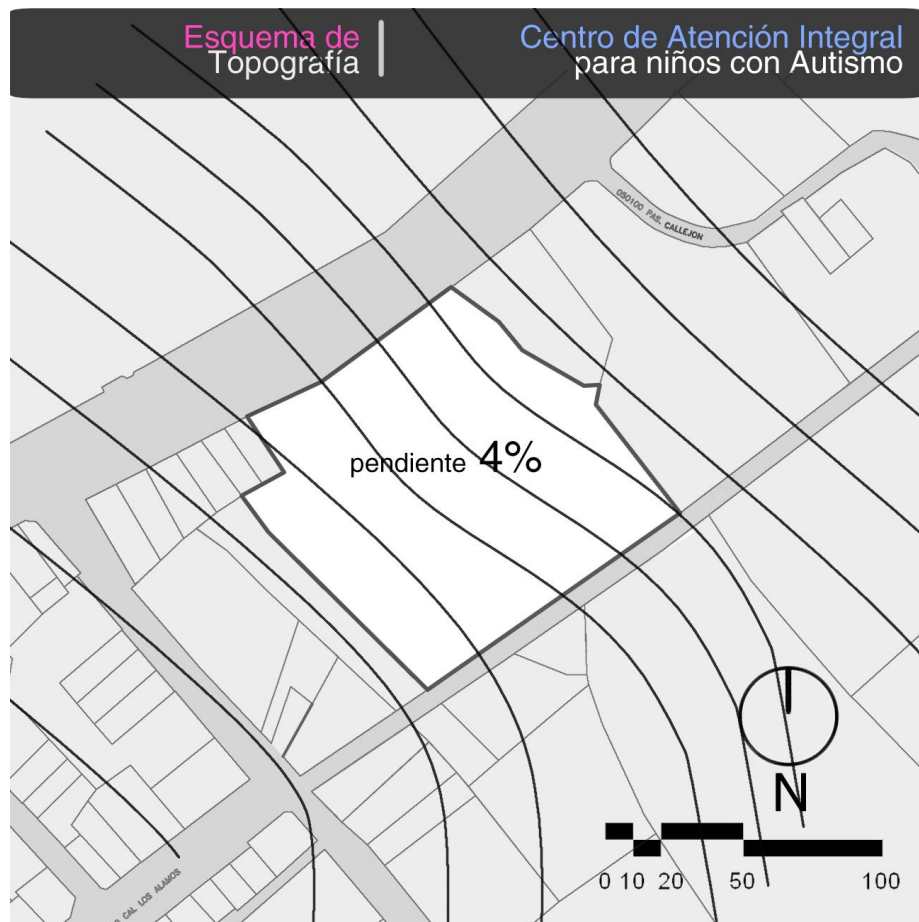 Esquema de
Topografía
Centro de Atención Integral
para niños con Autismo
050100 PAS. CALLEJON
pendiente 4%
N
0 10 20 50 100
CAL LOS ALAMOS